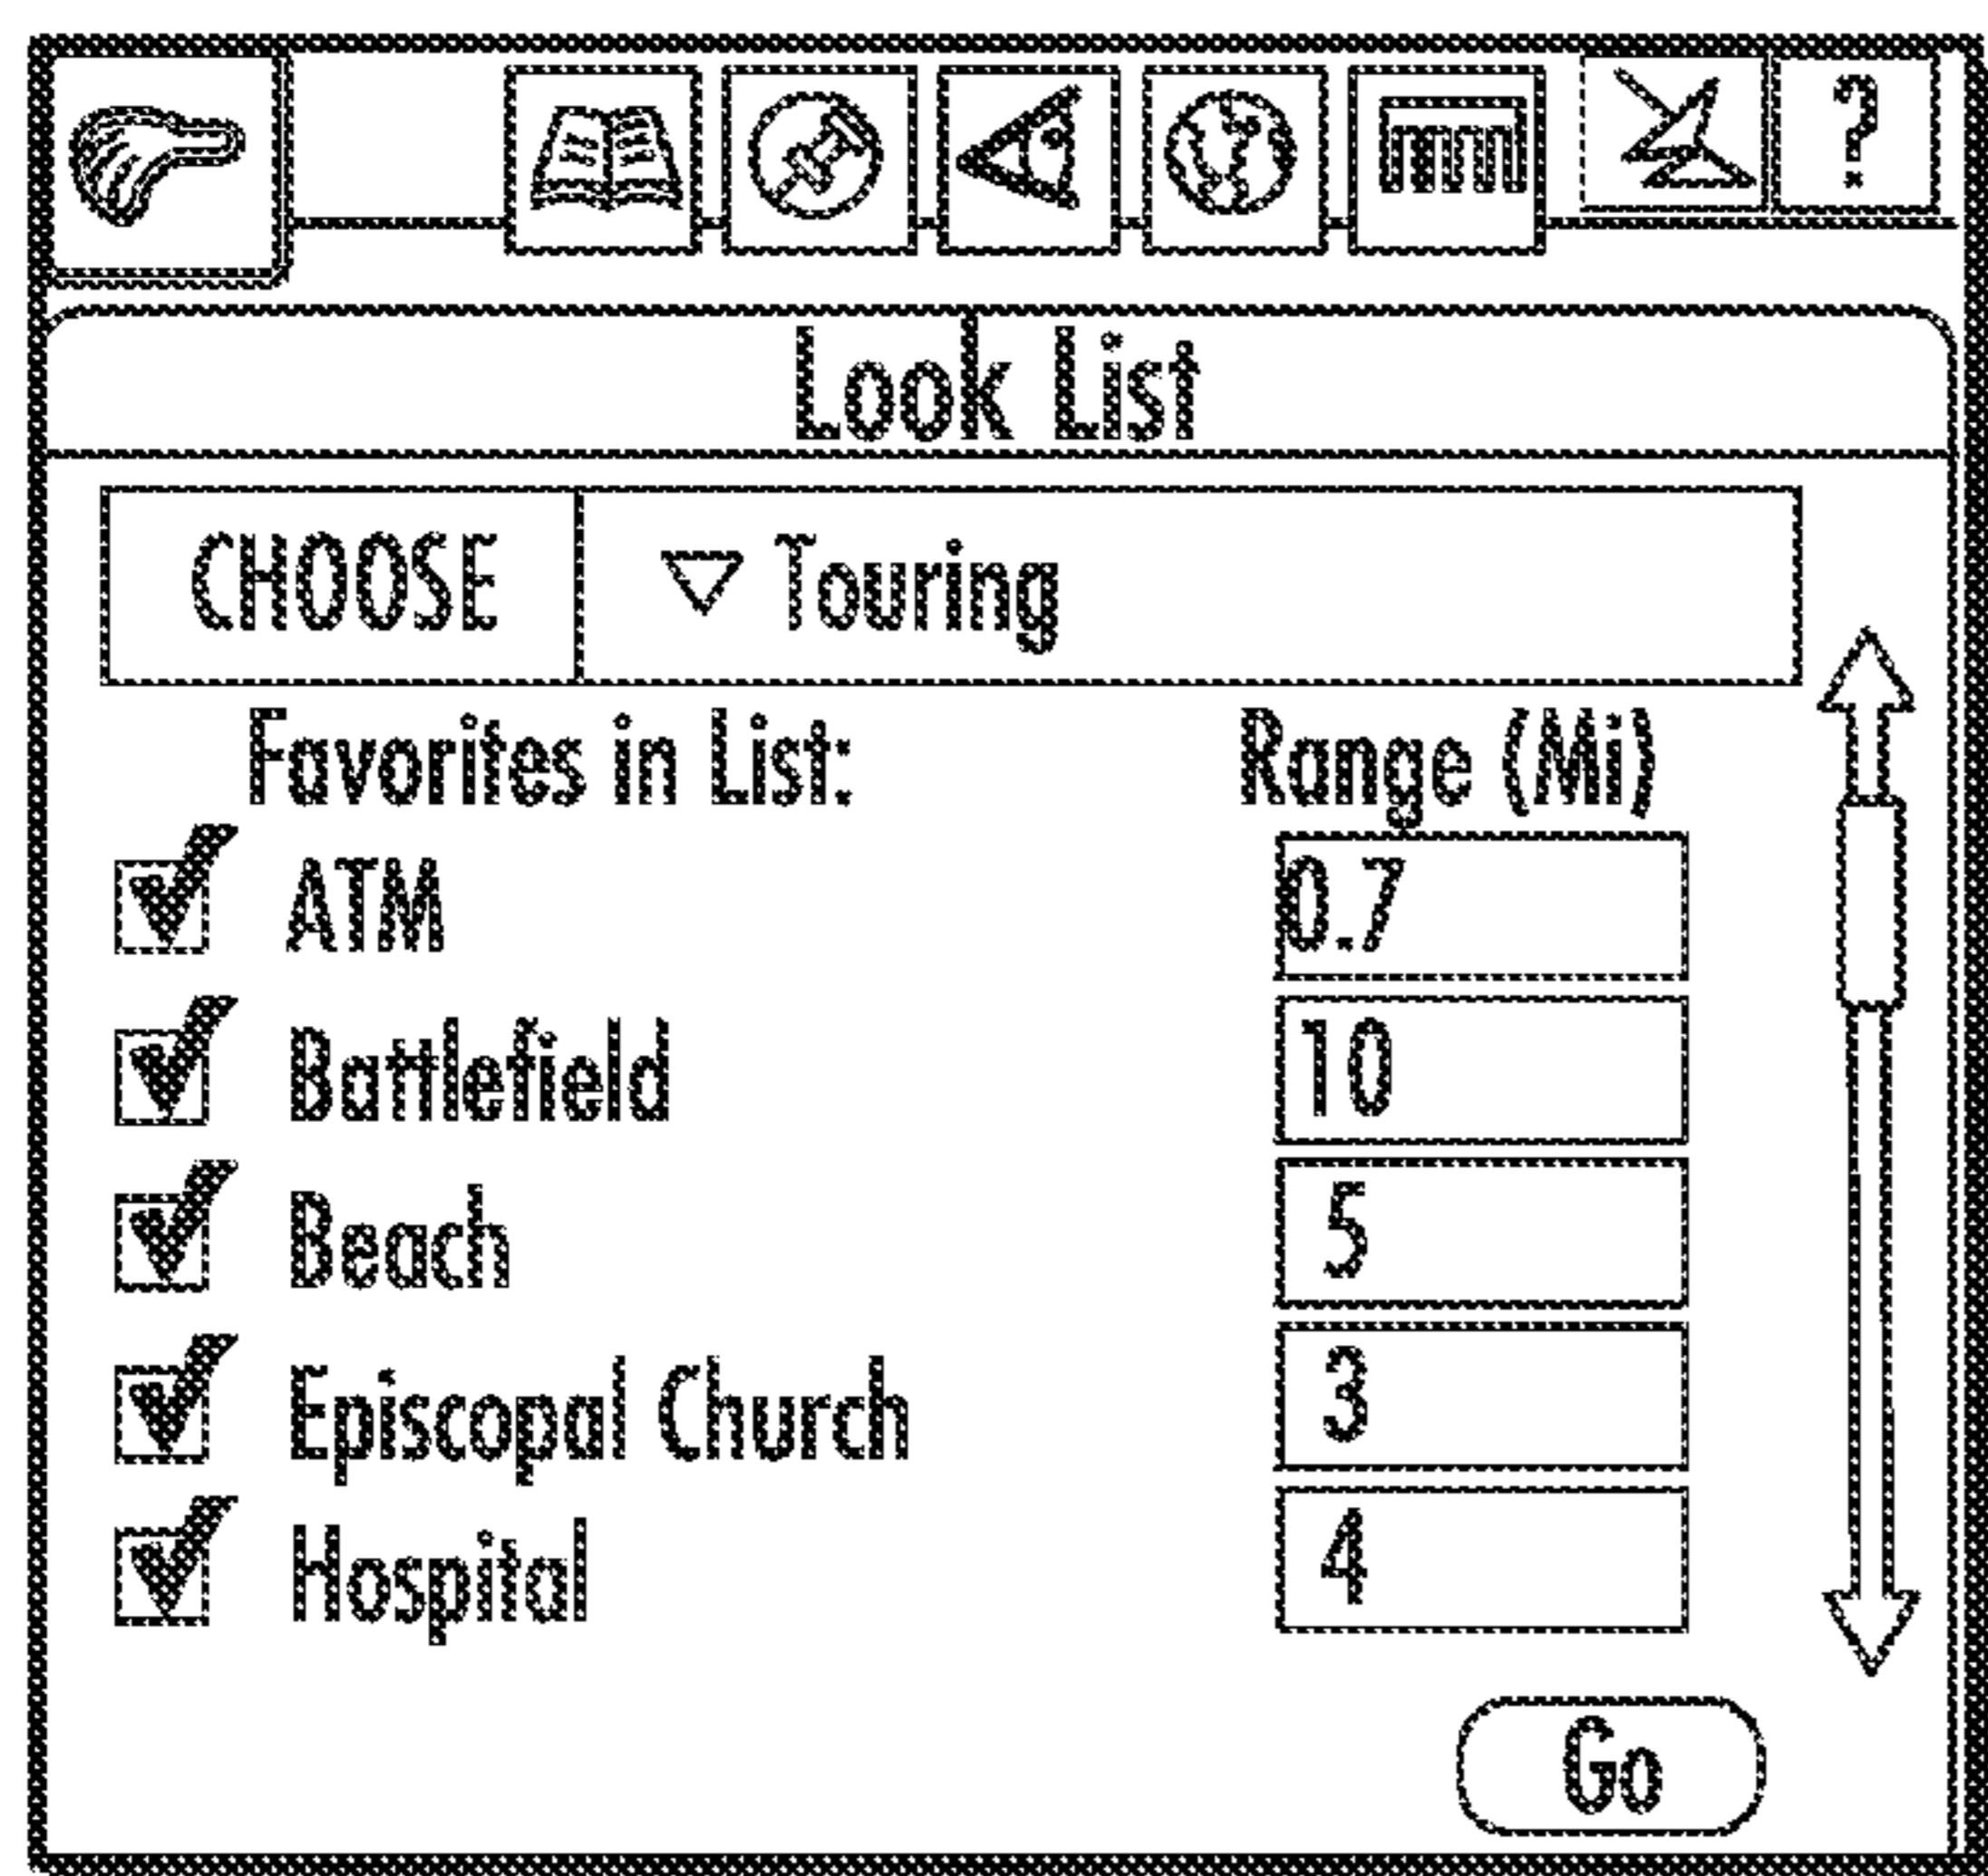 ?
Look List
CHOOSE Touring
Favorites in List: Range (Mi)
ATM 0.7
Battlefield 10
Beach 5
Episcopal Church 3
Hospital 4
Go